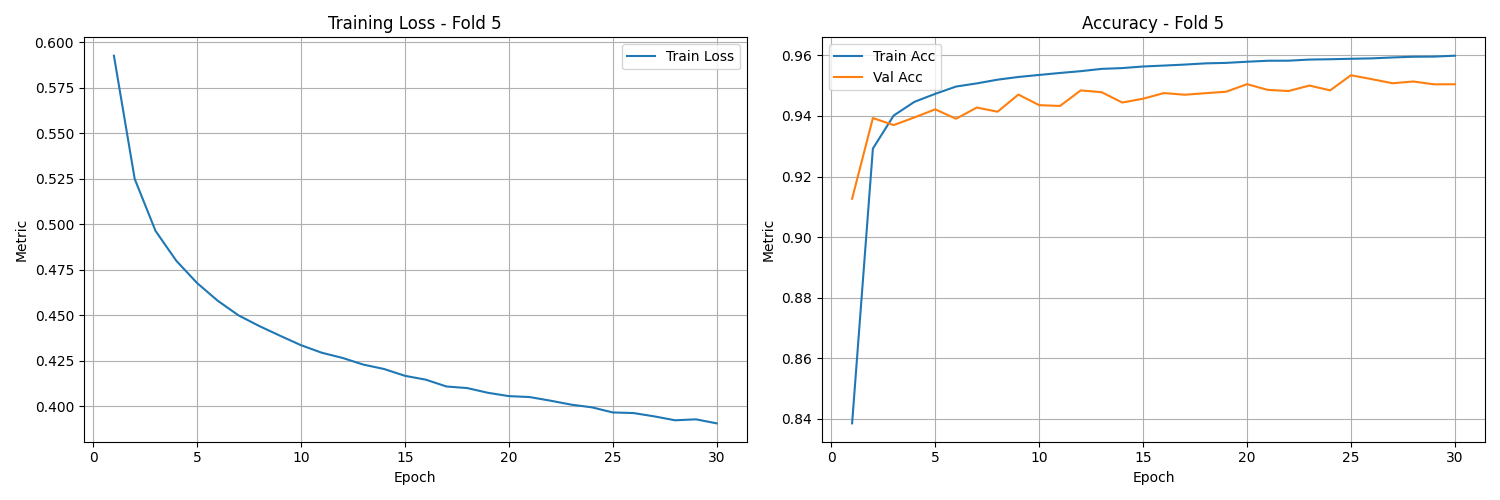 Training Loss - Fold 5
Train Loss
0.600
0.575
0.550
0.525
0.500
0.475
0.450
0.425
0.400
Metric
0 5 10 15 20 25 30
Epoch
Accuracy - Fold 5
Train Acc
Val Acc
0.96
0.94
0.92
0.90
0.88
0.86
0.84
Metric
0 5 10 15 20 25 30
Epoch